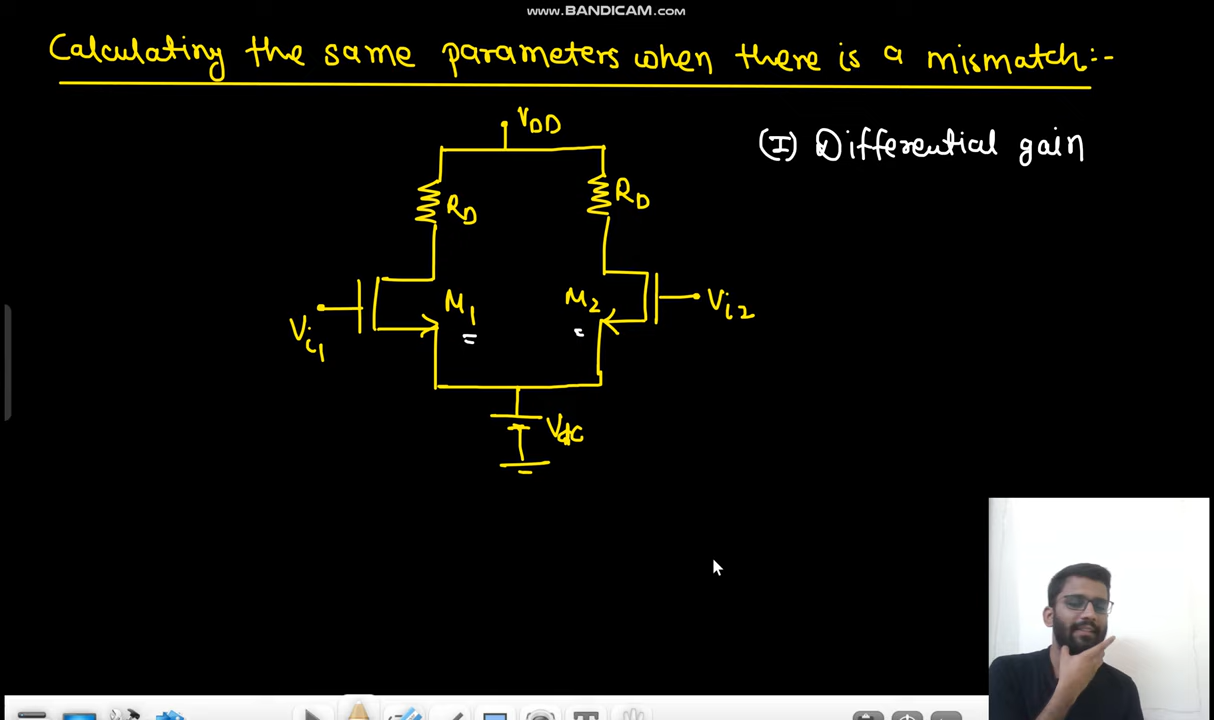 WWW.BANDICAM.COM
Calculating the same parameters when there is a mismatch:-
VDD
(I) Differential gain
RD
RD
M1
M2
Vi1
Vi2
Vdc